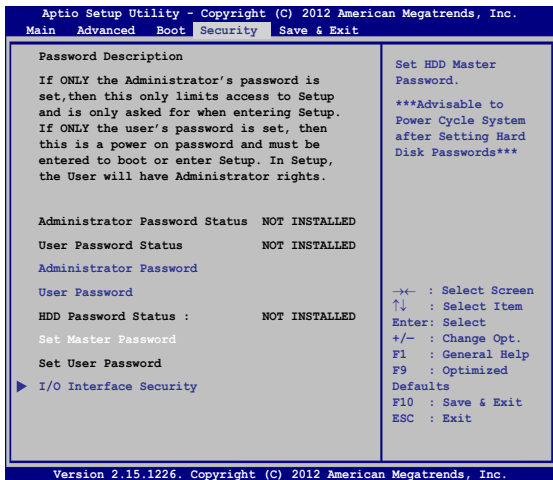 Aptio Setup Utility - Copyright (C) 2012 American Megatrends, Inc.
Main Advanced Boot Security Save & Exit
Password Description
If ONLY the Administrator's password is
set,then this only limits access to Setup
and is only asked for when entering Setup.
If ONLY the user's password is set, then
this is a power on password and must be
entered to boot or enter Setup. In Setup,
the User will have Administrator rights.
Administrator Password Status NOT INSTALLED
User Password Status NOT INSTALLED
Administrator Password
User Password
HDD Password Status : NOT INSTALLED
Set Master Password
Set User Password
I/O Interface Security
Set HDD Master
Password.
***Advisable to
Power Cycle System
after Setting Hard
Disk Passwords***
→← : Select Screen
↑↓ : Select Item
Enter: Select
+/— : Change Opt.
F1 : General Help
F9 : Optimized
Defaults
F10 : Save & Exit
ESC : Exit
Version 2.15.1226. Copyright (C) 2012 American Megatrends, Inc.